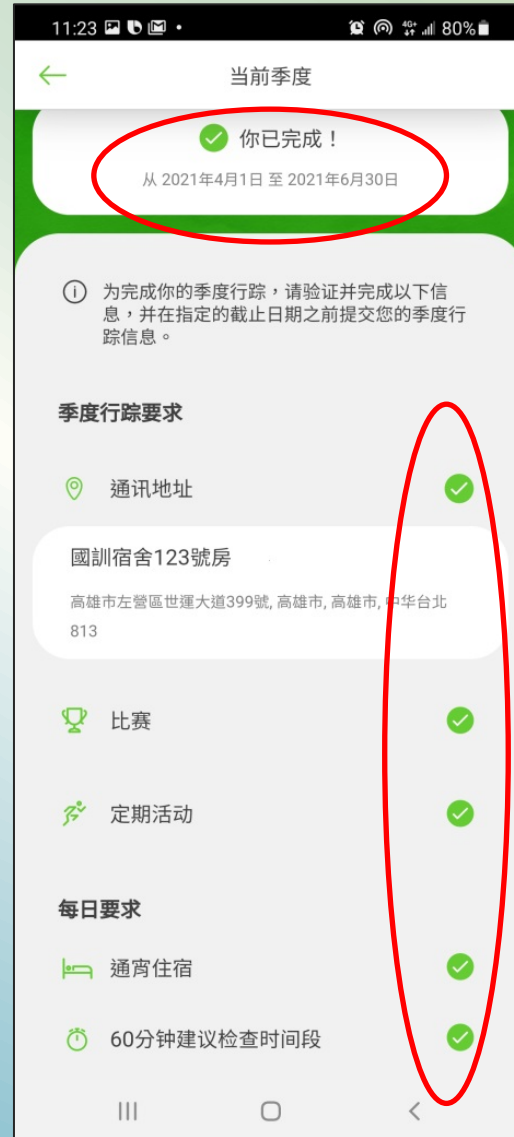 11:23 4G+ 80%
当前季度
你已完成！
从 2021年4月1日 至 2021年6月30日
为完成你的季度行踪，请验证并完成以下信
息，并在指定的截止日期之前提交您的季度行
踪信息。
季度行踪要求
通讯地址
國訓宿舍123號房
高雄市左營區世運大道399號, 高雄市, 高雄市, 中华台北
813
比赛
定期活动
每日要求
通宵住宿
60分钟建议检查时间段